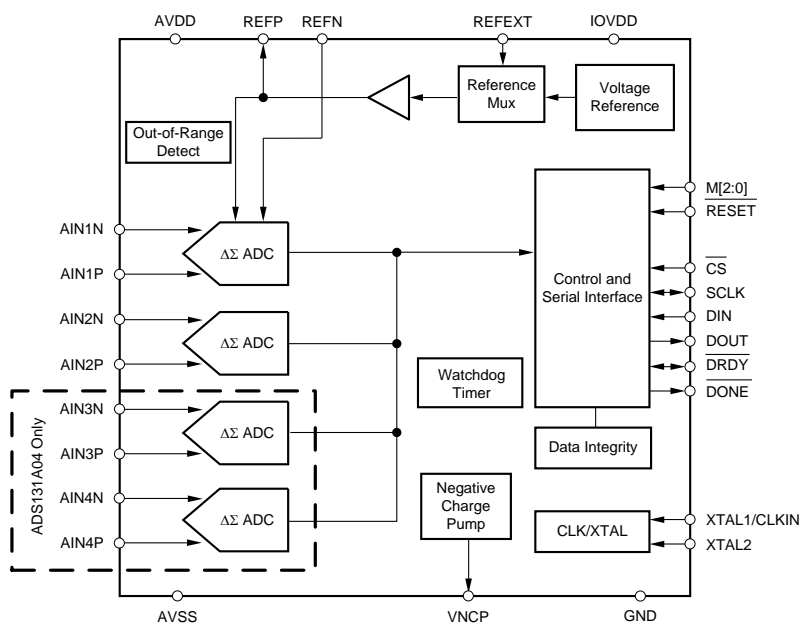 AVDD
REFP
REFN
REFEXT
IOVDD
Reference
Mux
Voltage
Reference
Out-of-Range
Detect
M[2:0]
RESET
AIN1N
ΔΣ ADC
AIN1P
Control and
Serial Interface
CS
SCLK
DIN
DOUT
DRDY
DONE
AIN2N
ΔΣ ADC
AIN2P
Watchdog
Timer
ADS131A04 Only
AIN3N
ΔΣ ADC
AIN3P
Data Integrity
AIN4N
ΔΣ ADC
AIN4P
Negative
Charge
Pump
CLK/XTAL
XTAL1/CLKIN
XTAL2
AVSS
VNCP
GND